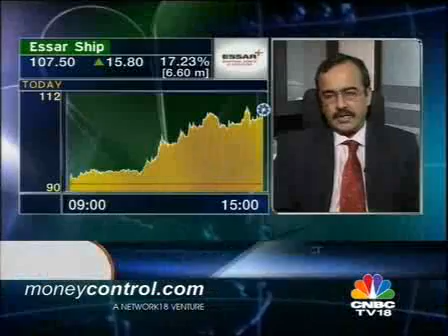 Essar Ship
107.50 ▲ 15.80 17.23%
[6.60 m]
ESSAR
TODAY
112
90
09:00 15:00
moneycontrol.com
A NETWORK18 VENTURE
CNBC
TV18